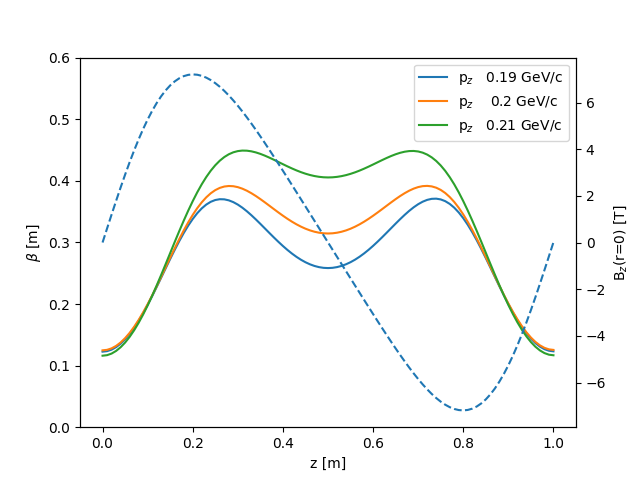 0.6
0.5
0.4
0.3
0.2
0.1
0.0
β [m]
0.0 0.2 0.4 0.6 0.8 1.0
z [m]
6
4
2
0
−2
−4
−6
B_z(r=0) [T]
p_z 0.19 GeV/c
p_z 0.2 GeV/c
p_z 0.21 GeV/c